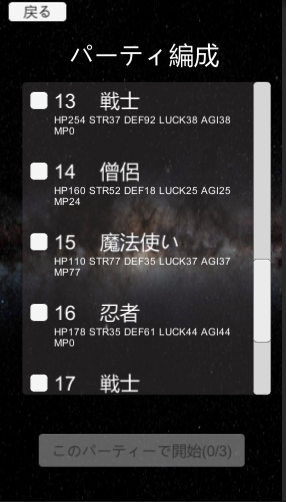 戻る
パーティ編成
13 戦士
HP254 STR37 DEF92 LUCK38 AGI38
MP0
14 僧侶
HP160 STR52 DEF18 LUCK25 AGI25
MP24
15 魔法使い
HP110 STR77 DEF35 LUCK37 AGI37
MP77
16 忍者
HP178 STR35 DEF61 LUCK44 AGI44
MP0
17 戦士
このパーティーで開始(0/3)